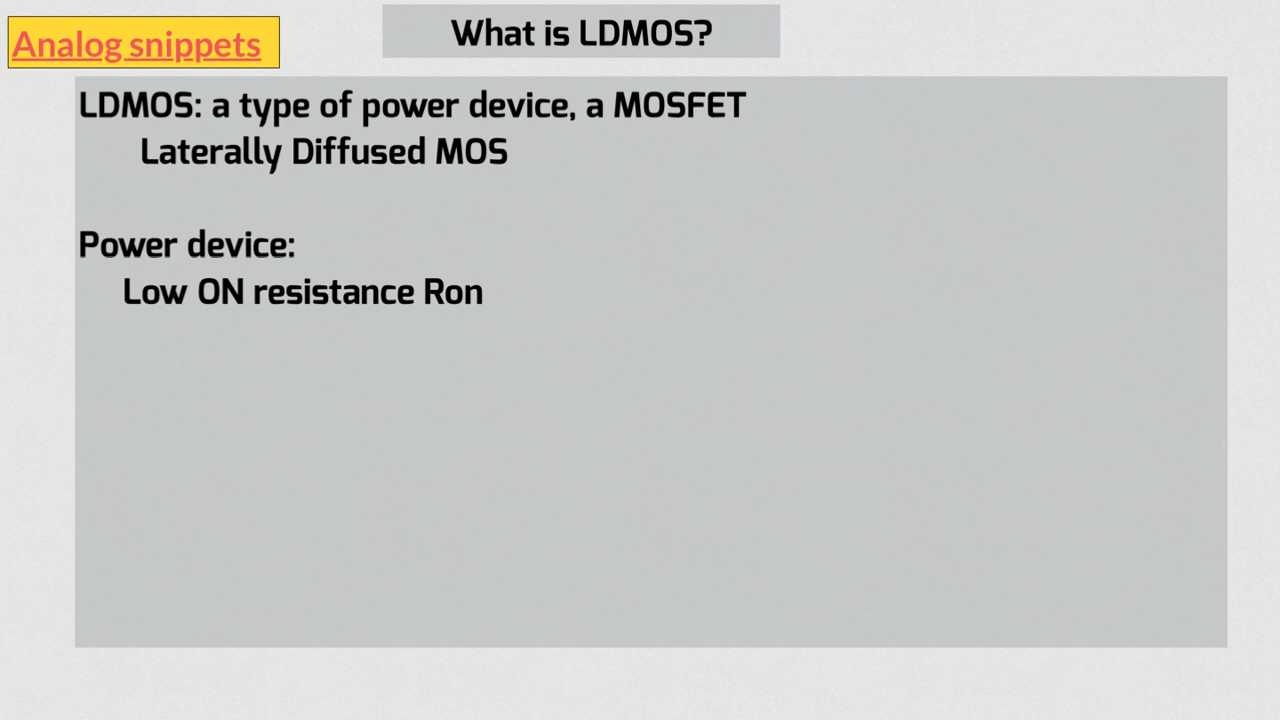 Analog snippets
What is LDMOS?
LDMOS: a type of power device, a MOSFET
Laterally Diffused MOS
Power device:
Low ON resistance Ron